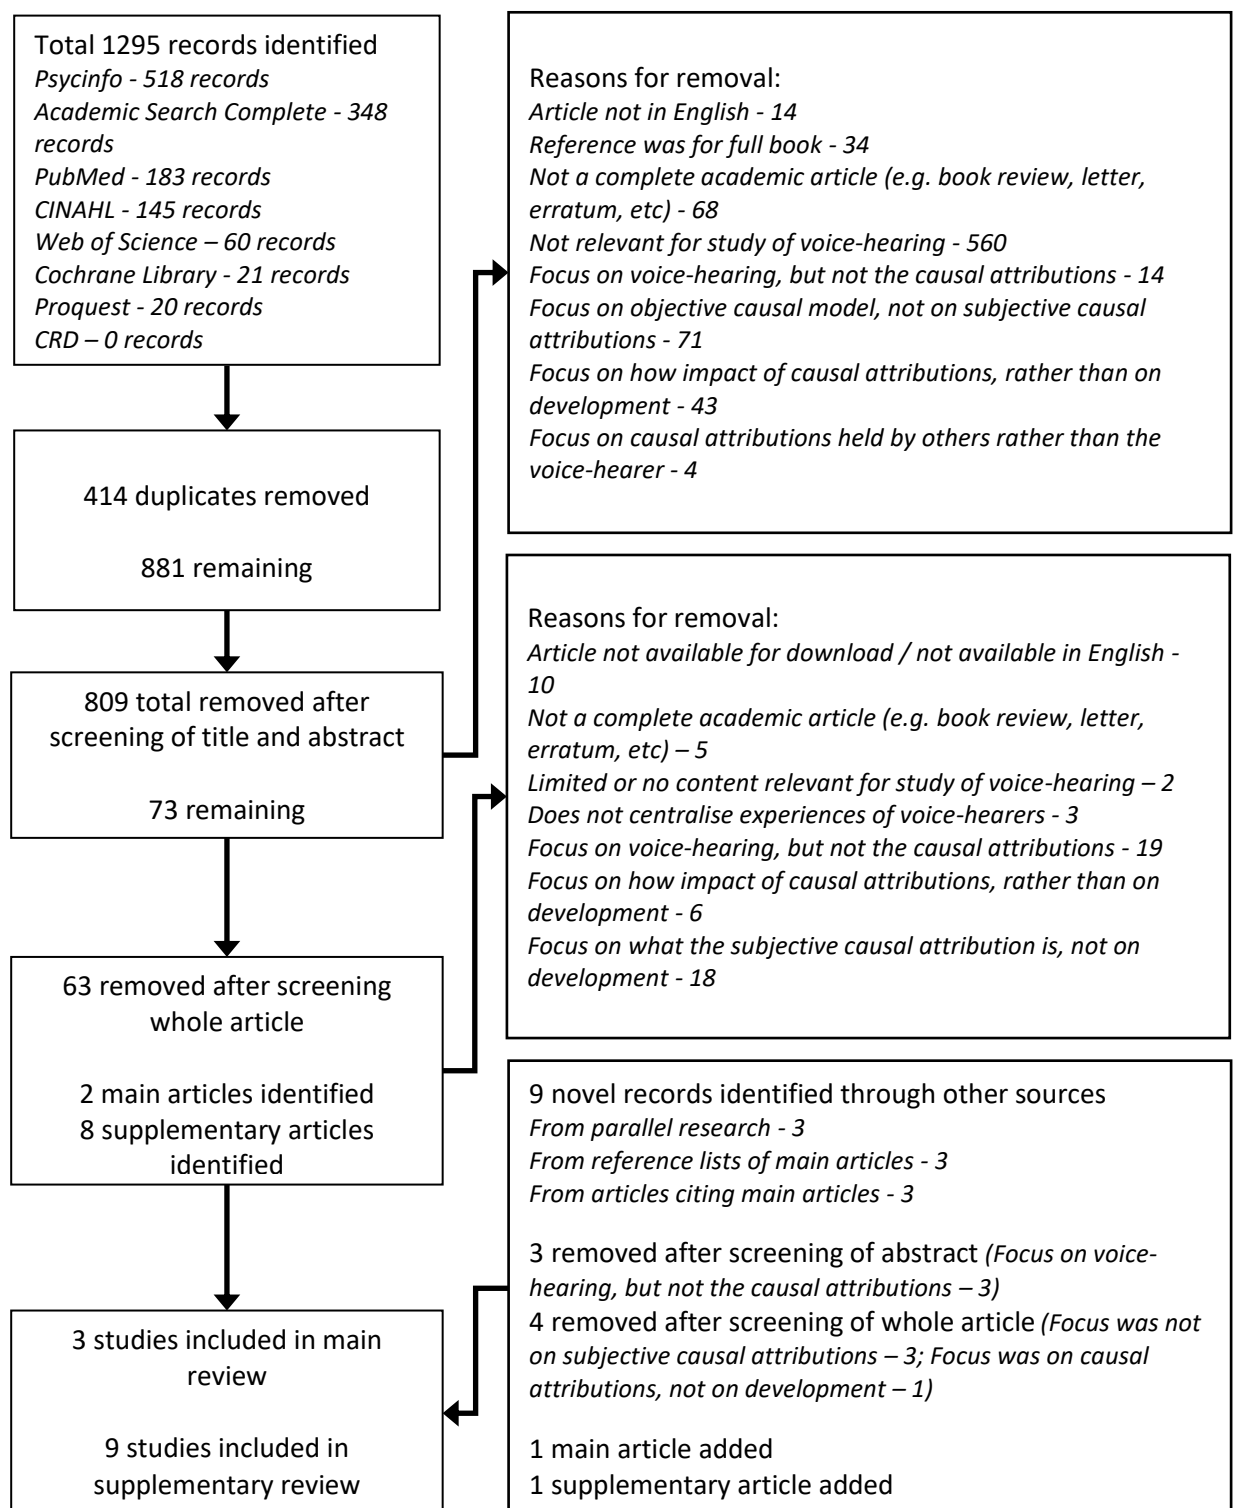 Total 1295 records identified
Psycinfo - 518 records
Academic Search Complete - 348
records
PubMed - 183 records
CINAHL - 145 records
Web of Science – 60 records
Cochrane Library - 21 records
Proquest - 20 records
CRD – 0 records
Reasons for removal:
Article not in English - 14
Reference was for full book - 34
Not a complete academic article (e.g. book review, letter,
erratum, etc) - 68
Not relevant for study of voice-hearing - 560
Focus on voice-hearing, but not the causal attributions - 14
Focus on objective causal model, not on subjective causal
attributions - 71
Focus on how impact of causal attributions, rather than on
development - 43
Focus on causal attributions held by others rather than the
voice-hearer - 4
414 duplicates removed
881 remaining
809 total removed after
screening of title and abstract
73 remaining
Reasons for removal:
Article not available for download / not available in English -
10
Not a complete academic article (e.g. book review, letter,
erratum, etc) – 5
Limited or no content relevant for study of voice-hearing – 2
Does not centralise experiences of voice-hearers - 3
Focus on voice-hearing, but not the causal attributions - 19
Focus on how impact of causal attributions, rather than on
development - 6
Focus on what the subjective causal attribution is, not on
development - 18
63 removed after screening
whole article
2 main articles identified
8 supplementary articles
identified
9 novel records identified through other sources
From parallel research - 3
From reference lists of main articles - 3
From articles citing main articles - 3
3 removed after screening of abstract (Focus on voice-
hearing, but not the causal attributions – 3)
4 removed after screening of whole article (Focus was not
on subjective causal attributions – 3; Focus was on causal
attributions, not on development – 1)
1 main article added
1 supplementary article added
3 studies included in main
review
9 studies included in
supplementary review